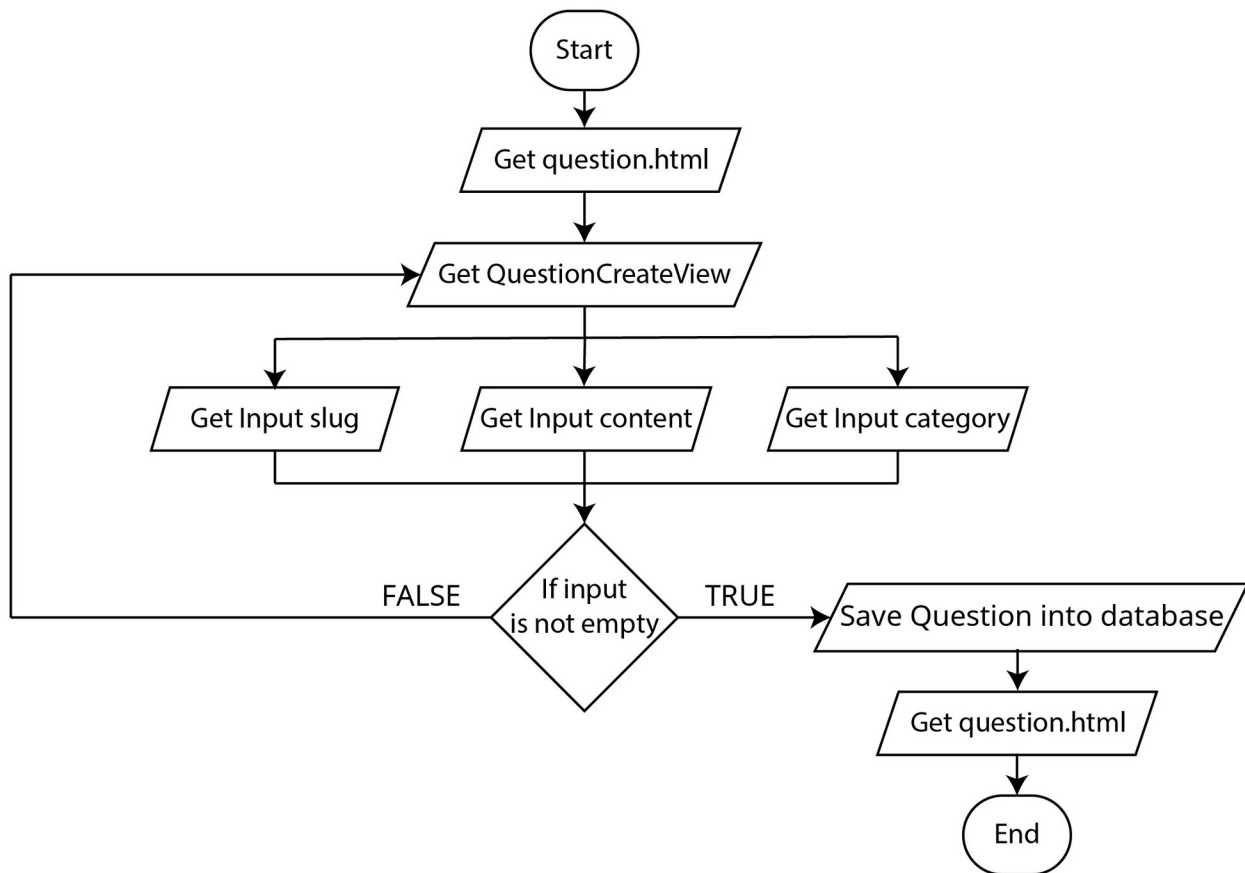 Start
Get question.html
Get QuestionCreateView
Get Input slug
Get Input content
Get Input category
If input
is not empty
FALSE
TRUE
Save Question into database
Get question.html
End